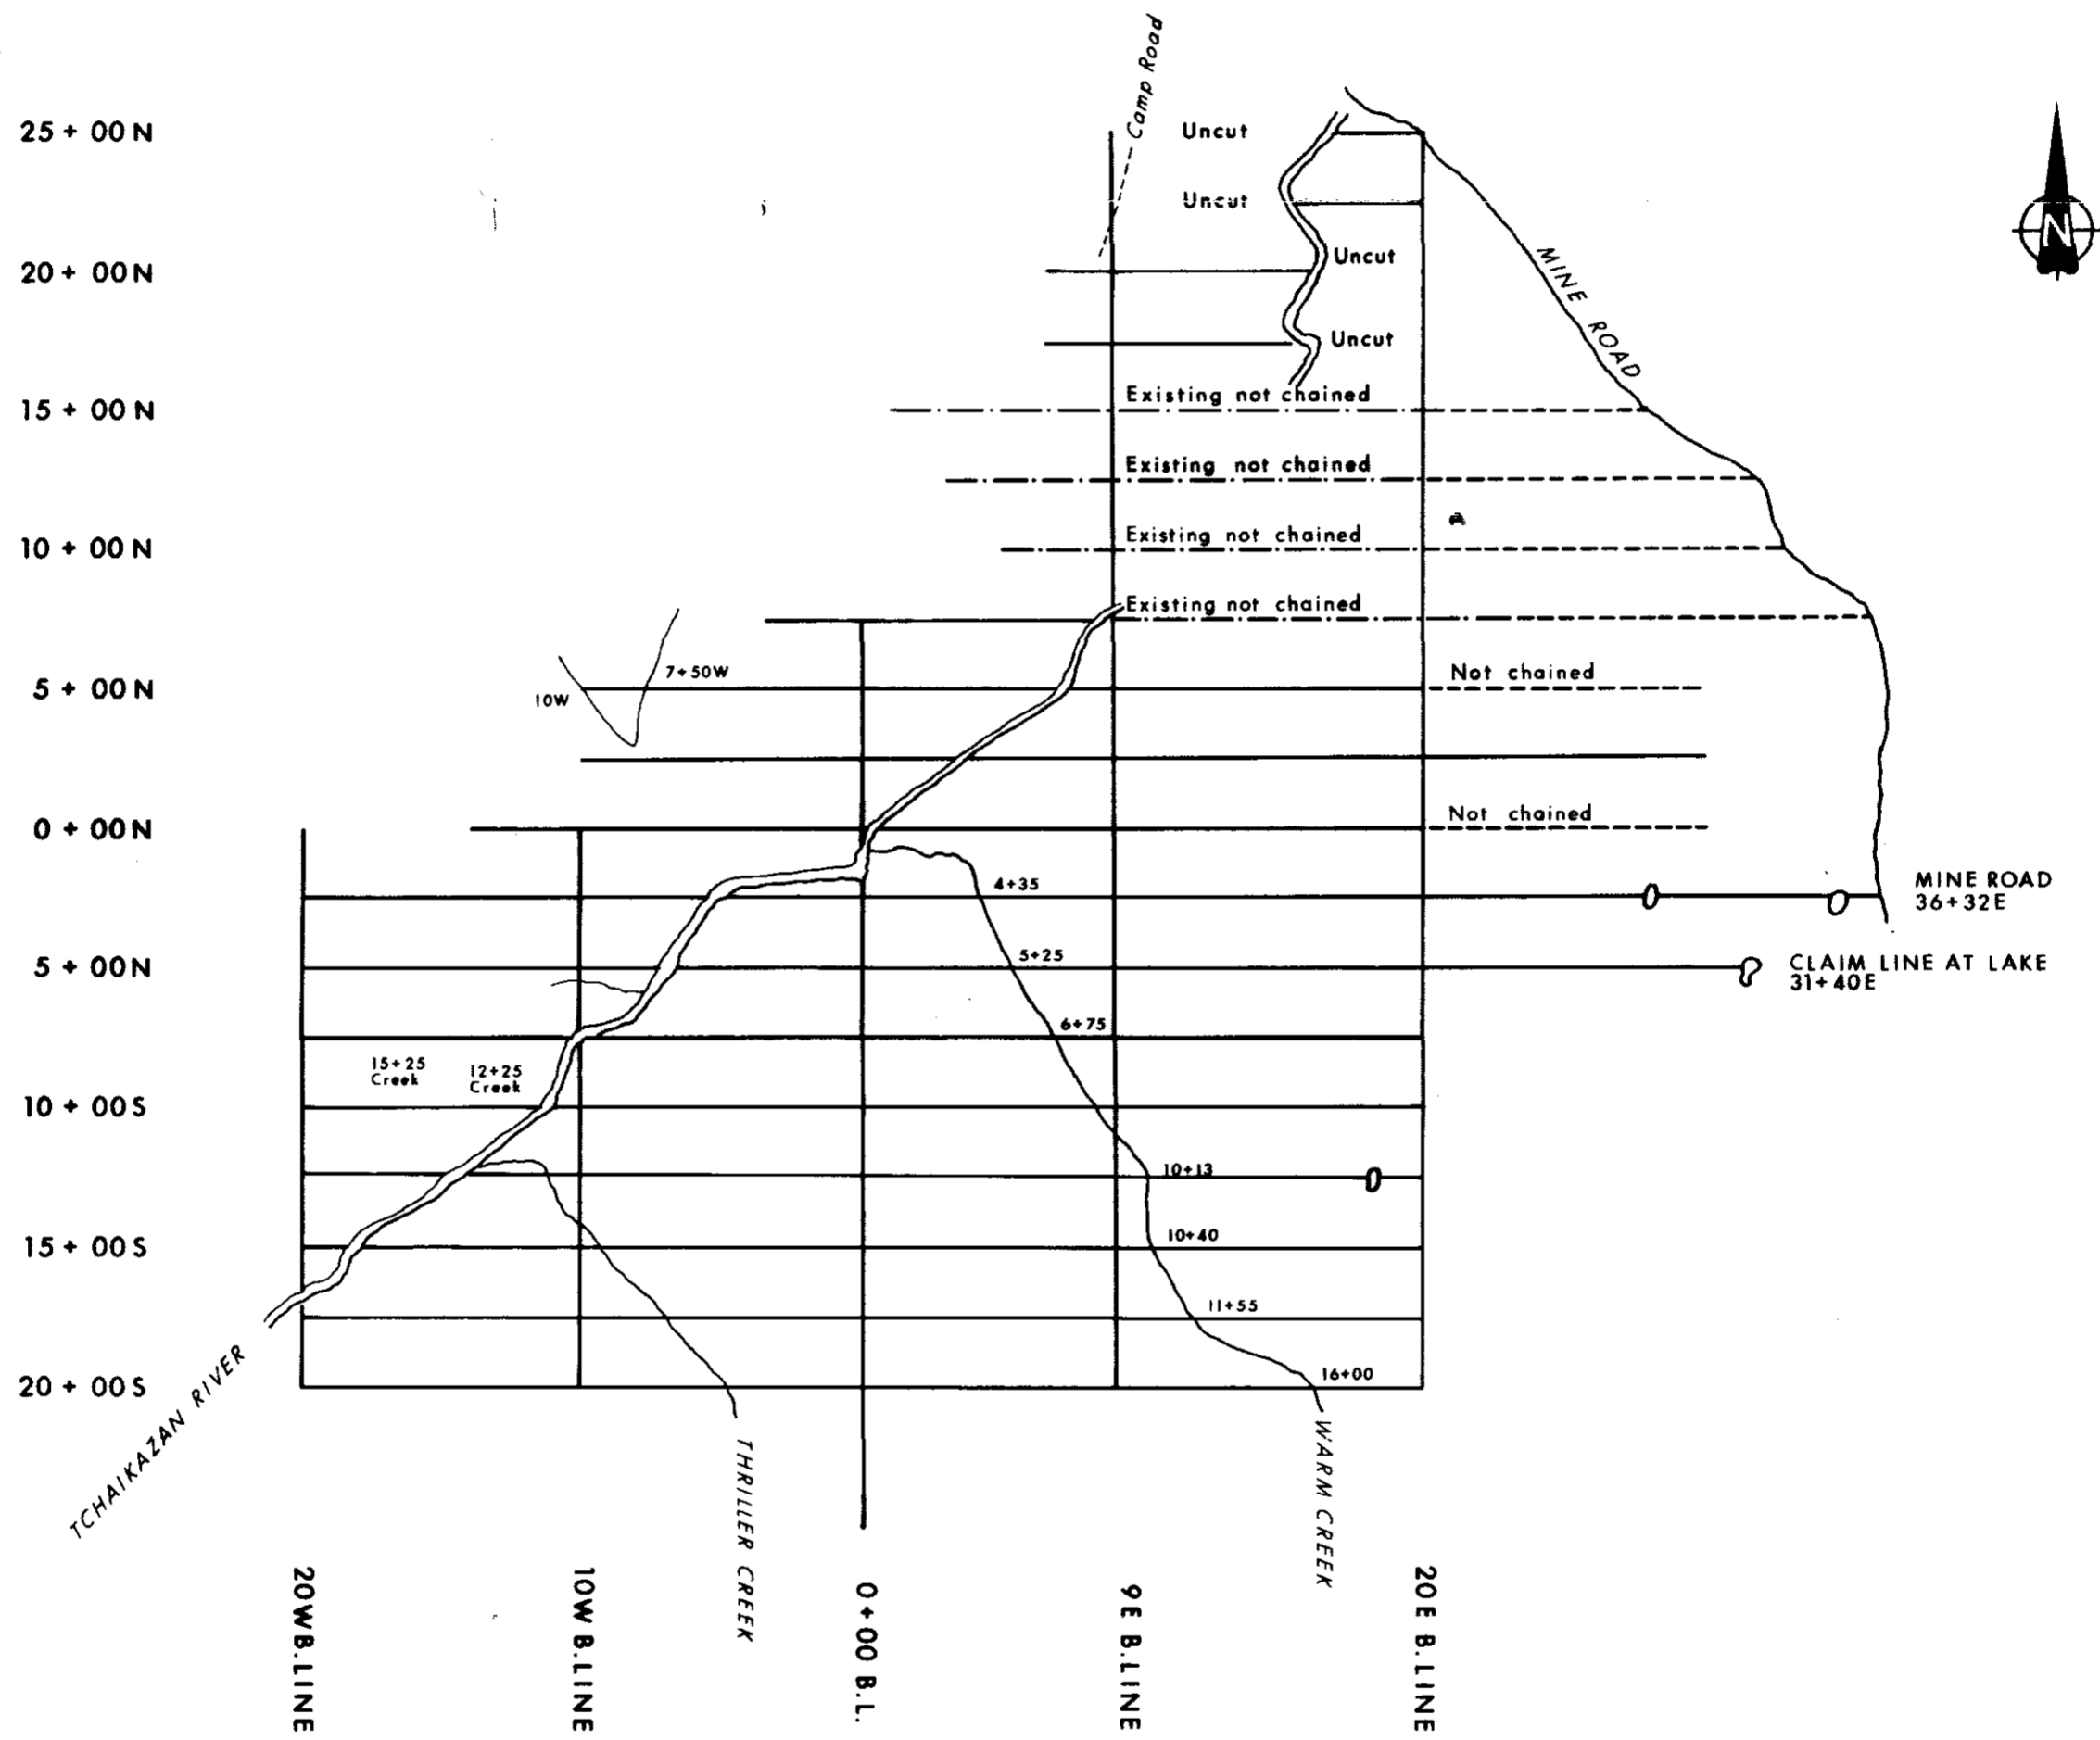 Camp Road
25 + 00 N
Uncut
Uncut
N
20 + 00 N
Uncut
MINE ROAD
Uncut
15 + 00 N
Existing not chained
Existing not chained
10 + 00 N
Existing not chained
Existing not chained
7+50W
5 + 00 N
10W
Not chained
0 + 00 N
Not chained
4+35
MINE ROAD
36+32E
5 + 00 N
5+25
CLAIM LINE AT LAKE
31+40E
6+75
15+25
Creek
12+25
Creek
10 + 00 S
10+13
15 + 00 S
10+40
11+55
20 + 00 S
16+00
TCHAIKAZAN RIVER
THRILLER CREEK
WARM CREEK
20W B.LINE
10W B.LINE
0+00 B.L.
9E B.LINE
20E B.LINE